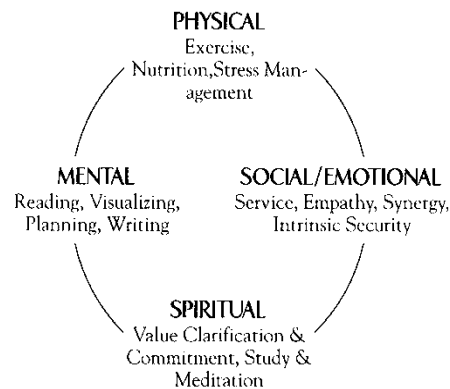 PHYSICAL
Exercise,
Nutrition,Stress Man-
agement
MENTAL
Reading, Visualizing,
Planning, Writing
SOCIAL/EMOTIONAL
Service, Empathy, Synergy,
Intrinsic Security
SPIRITUAL
Value Clarification &
Commitment, Study &
Meditation